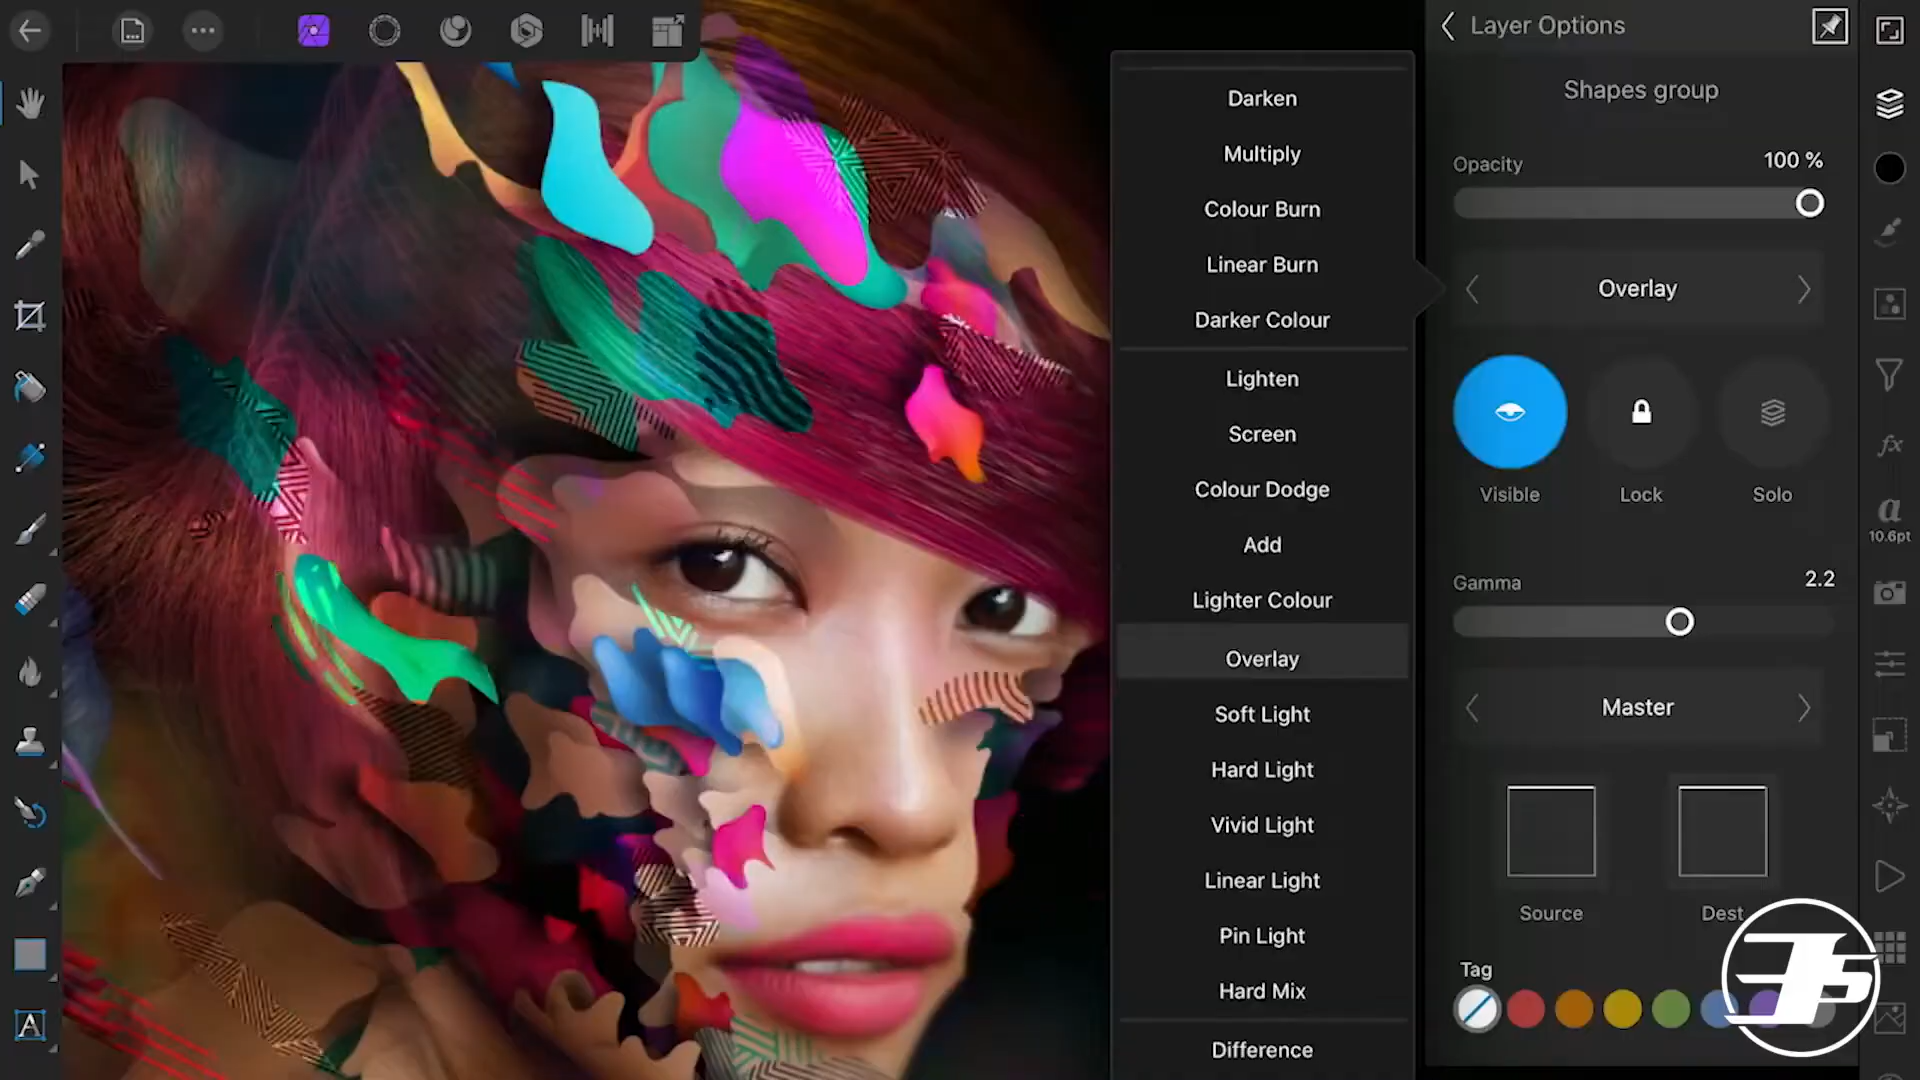 Layer Options
Shapes group
Opacity
100 %
Overlay
Visible
Lock
Solo
Gamma
2.2
Master
Source
Dest
Tag
Darken
Multiply
Colour Burn
Linear Burn
Darker Colour
Lighten
Screen
Colour Dodge
Add
Lighter Colour
Overlay
Soft Light
Hard Light
Vivid Light
Linear Light
Pin Light
Hard Mix
Difference
fx
a
10.6pt
A